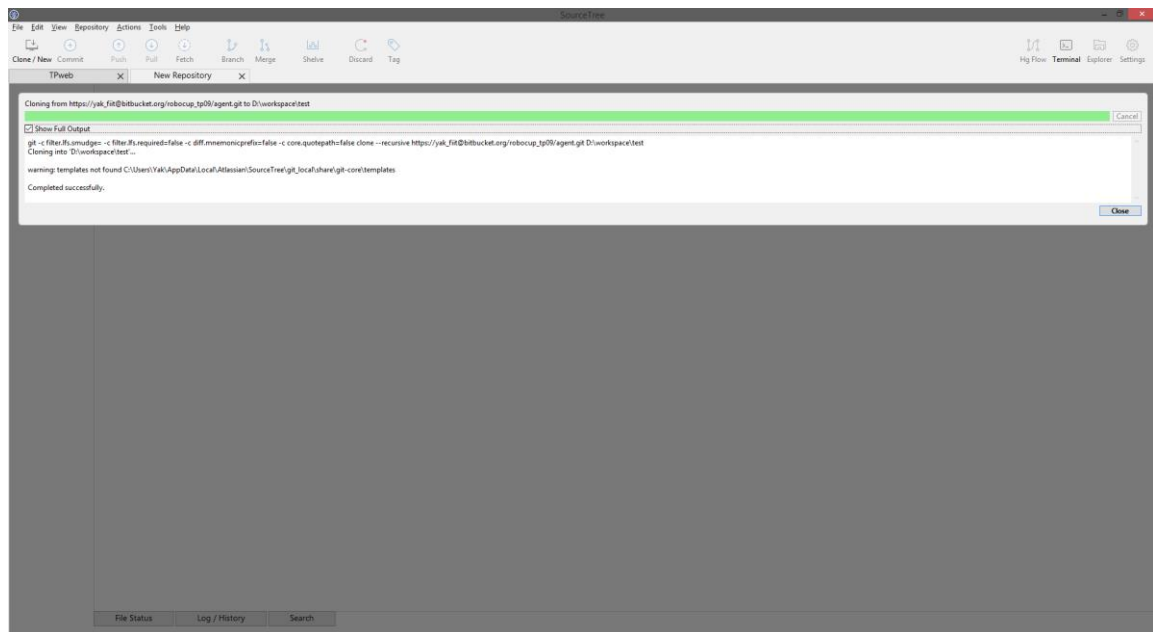 SourceTree
File Edit View Repository Actions Tools Help
Clone / New Commit Push Pull Fetch Branch Merge Shelve Discard Tag Hg Flow Terminal Explorer Settings
TPweb New Repository
Cloning from https://yak_fiit@bitbucket.org/robocup_tp09/agent.git to D:\workspace\test
Cancel
Show Full Output
git -c filter.lfs.smudge= -c filter.lfs.required=false -c diff.mnemonicprefix=false -c core.quotepath=false clone --recursive https://yak_fiit@bitbucket.org/robocup_tp09/agent.git D:\workspace\test
Cloning into 'D:\workspace\test'...
warning: templates not found C:\Users\Yak\AppData\Local\Atlassian\SourceTree\git_local\share\git-core\templates
Completed successfully.
Close
File Status Log / History Search